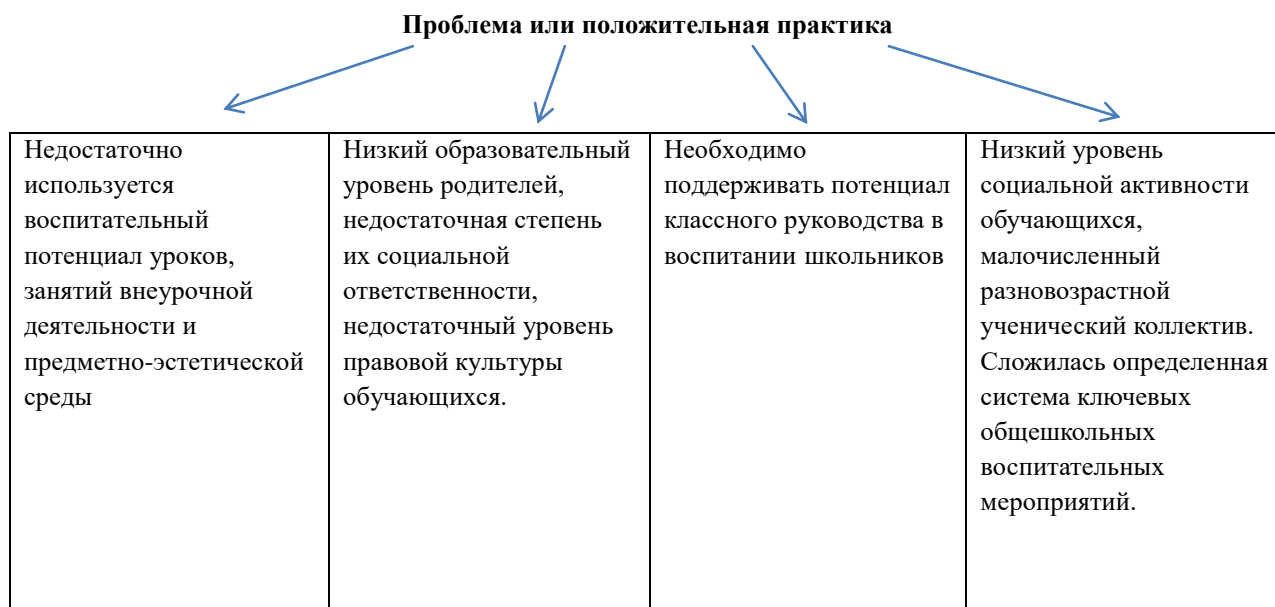 Проблема или положительная практика
Недостаточно
используется
воспитательный
потенциал уроков,
занятий внеурочной
деятельности и
предметно-эстетической
среды
Низкий образовательный
уровень родителей,
недостаточная степень
их социальной
ответственности,
недостаточный уровень
правовой культуры
обучающихся.
Необходимо
поддерживать потенциал
классного руководства в
воспитании школьников
Низкий уровень
социальной активности
обучающихся,
малочисленный
разновозрастной
ученический коллектив.
Сложилась определенная
система ключевых
общешкольных
воспитательных
мероприятий.